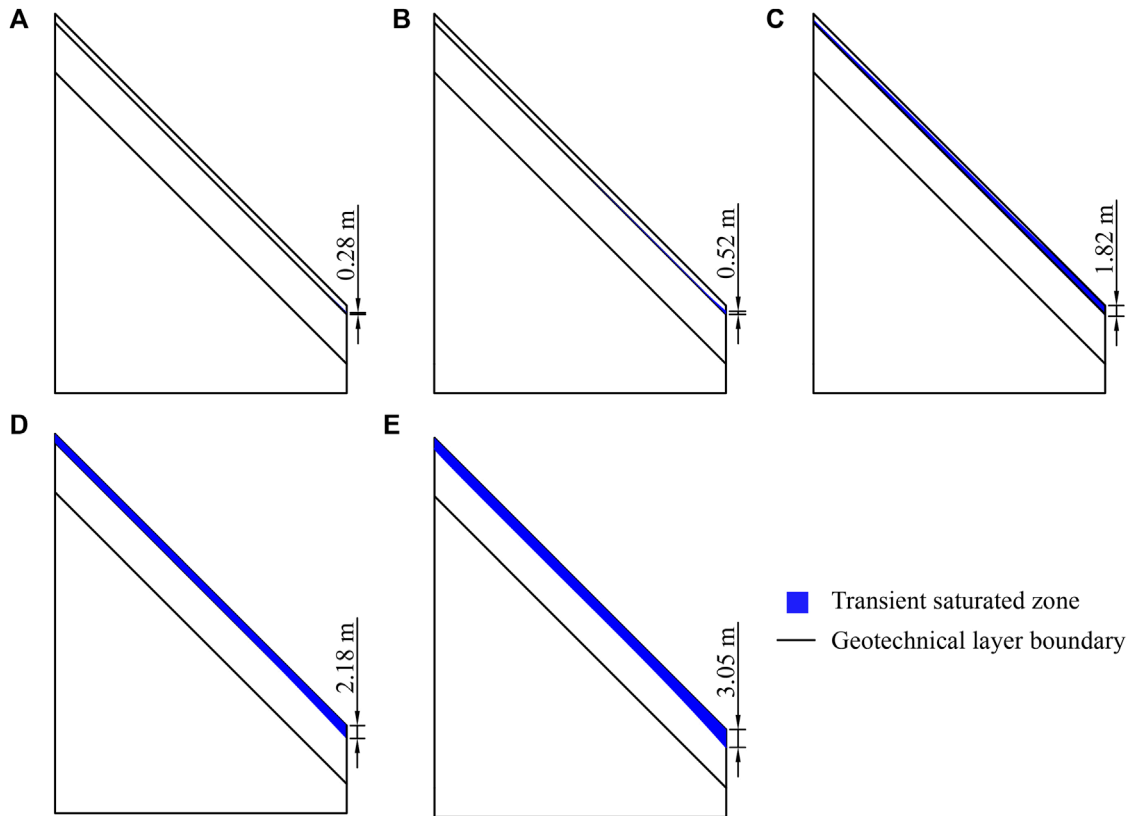 A
B
C
0.28 m
0.52 m
1.82 m
D
E
2.18 m
3.05 m
Transient saturated zone
Geotechnical layer boundary